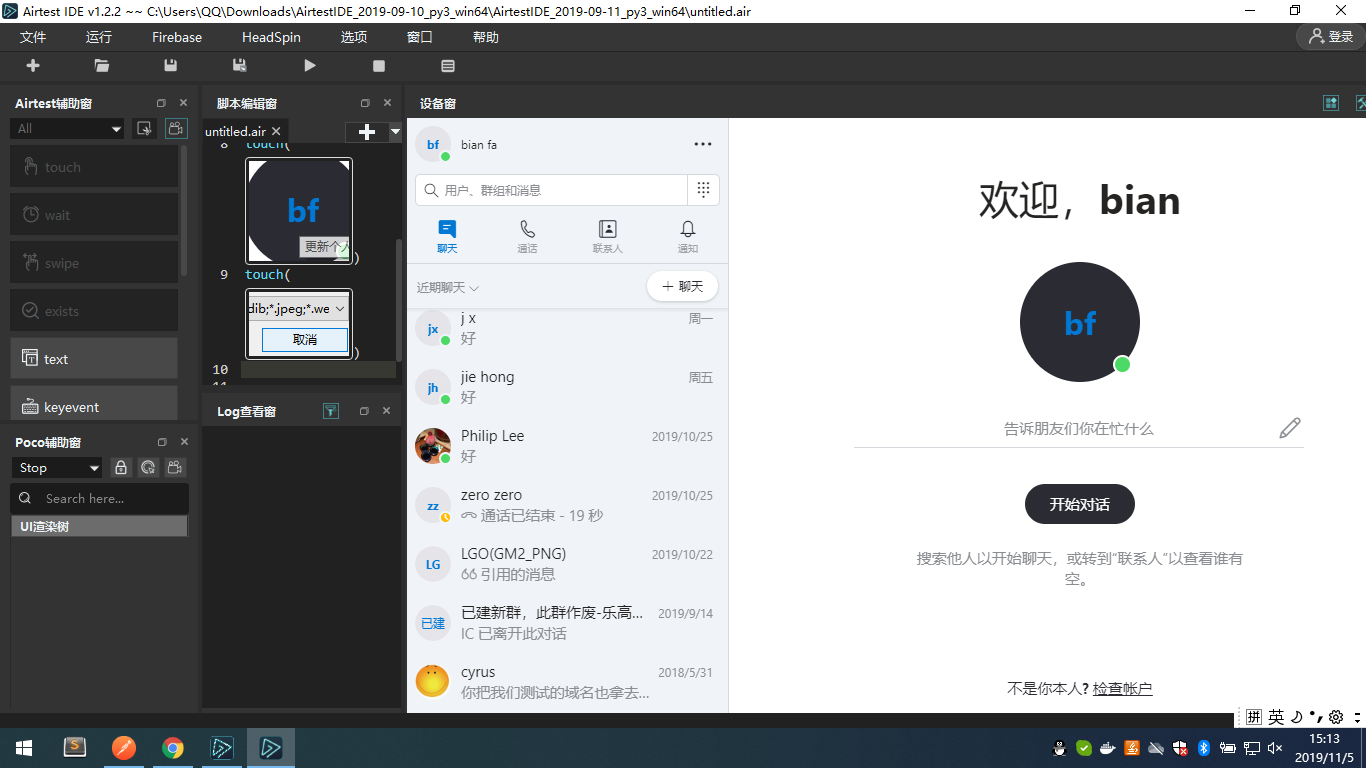 Airtest IDE v1.2.2 ~~ C:\Users\QQ\Downloads\AirtestIDE_2019-09-10_py3_win64\AirtestIDE_2019-09-11_py3_win64\untitled.air
文件 运行 Firebase HeadSpin 选项 窗口 帮助 登录
Airtest辅助窗
All
touch
wait
swipe
exists
text
keyevent
Poco辅助窗
Stop
Search here...
UI渲染树
脚本编辑窗
untitled.air
8 touch(
bf
更新个人
)
9 touch(
dib;*.jpeg;*.we
取消
)
10
11
Log查看窗
设备窗
bf bian fa
用户、群组和消息
聊天 通话 联系人 通知
近期聊天 聊天
jx j x 周一
好
jh jie hong 周五
好
Philip Lee 2019/10/25
好
zz zero zero 2019/10/25
通话已结束 - 19 秒
LG LGO(GM2_PNG) 2019/10/22
66 引用的消息
已建 已建新群，此群作废-乐高... 2019/9/14
IC 已离开此对话
cyrus 2018/5/31
你把我们测试的域名也拿去...
欢迎，bian
bf
告诉朋友们你在忙什么
开始对话
搜索他人以开始聊天，或转到“联系人”以查看谁有
空。
不是你本人? 检查帐户
拼 英
15:13
2019/11/5